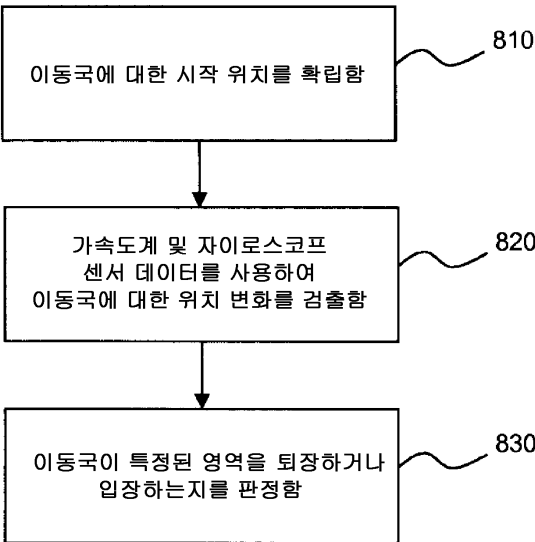 이동국에 대한 시작 위치를 확립함
810
가속도계 및 자이로스코프
센서 데이터를 사용하여
이동국에 대한 위치 변화를 검출함
820
이동국이 특정된 영역을 퇴장하거나
입장하는지를 판정함
830